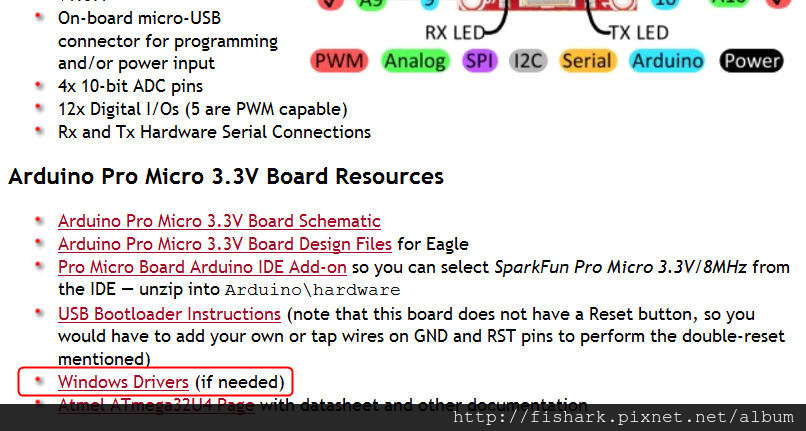 On-board micro-USB
connector for programming
and/or power input
4x 10-bit ADC pins
12x Digital I/Os (5 are PWM capable)
Rx and Tx Hardware Serial Connections
RX LED
TX LED
PWM Analog SPI I2C Serial Arduino Power
Arduino Pro Micro 3.3V Board Resources
Arduino Pro Micro 3.3V Board Schematic
Arduino Pro Micro 3.3V Board Design Files for Eagle
Pro Micro Board Arduino IDE Add-on so you can select SparkFun Pro Micro 3.3V/8MHz from
the IDE — unzip into Arduino\hardware
USB Bootloader Instructions (note that this board does not have a Reset button, so you
would have to add your own or tap wires on GND and RST pins to perform the double-reset
mentioned)
Windows Drivers (if needed)
Atmel ATmega32U4 Page with datasheet and other documentation
http://fishark.pixnet.net/album